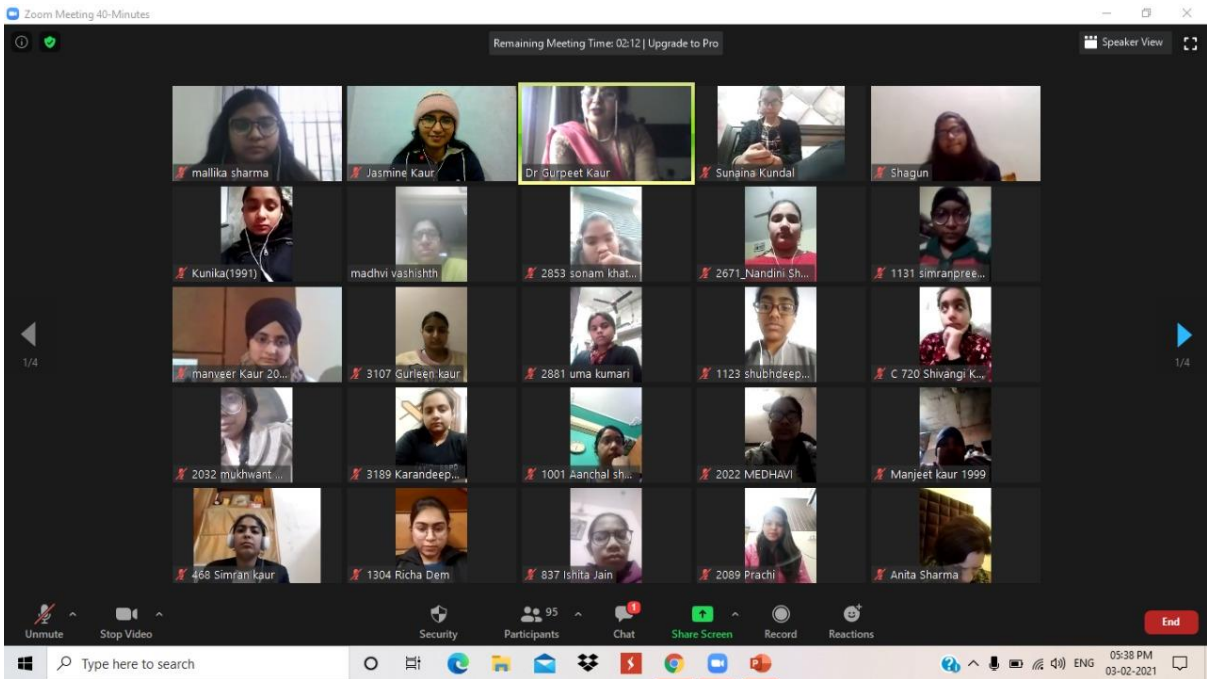 Zoom Meeting 40-Minutes
Remaining Meeting Time: 02:12 | Upgrade to Pro
Speaker View
mallika sharma
Jasmine Kaur
Dr Gurpeet Kaur
Sunaina Kundal
Shagun
Kunika(1991)
madhvi vashishth
2853 sonam khat...
2671_Nandini Sh...
1131 simranpree...
manveer Kaur 20...
3107 Gurleen kaur
2881 uma kumari
1123 shubhdeep...
C 720 Shivangi K...
1/4
1/4
2032 mukhwant ...
3189 Karandeep...
1001 Aanchal sh...
2022 MEDHAVI
Manjeet kaur 1999
468 Simran kaur
1304 Richa Dem
837 Ishita Jain
2089 Prachi
Anita Sharma
Unmute
Stop Video
Security
95
Participants
1
Chat
Share Screen
Record
Reactions
End
Type here to search
ENG
05:38 PM
03-02-2021